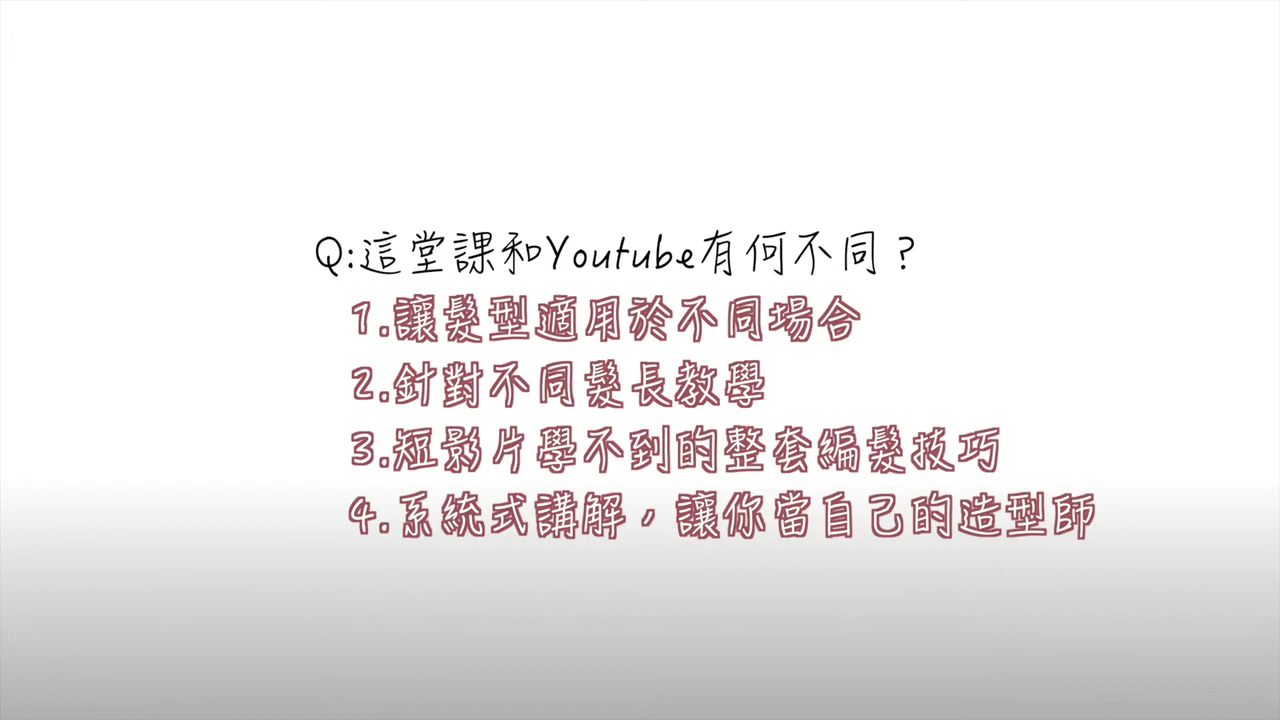 Q:這堂課和Youtube有何不同？
1.讓髮型適用於不同場合
2.針對不同髮長教學
3.短影片學不到的整套編髮技巧
4.系統式講解，讓你當自己的造型師